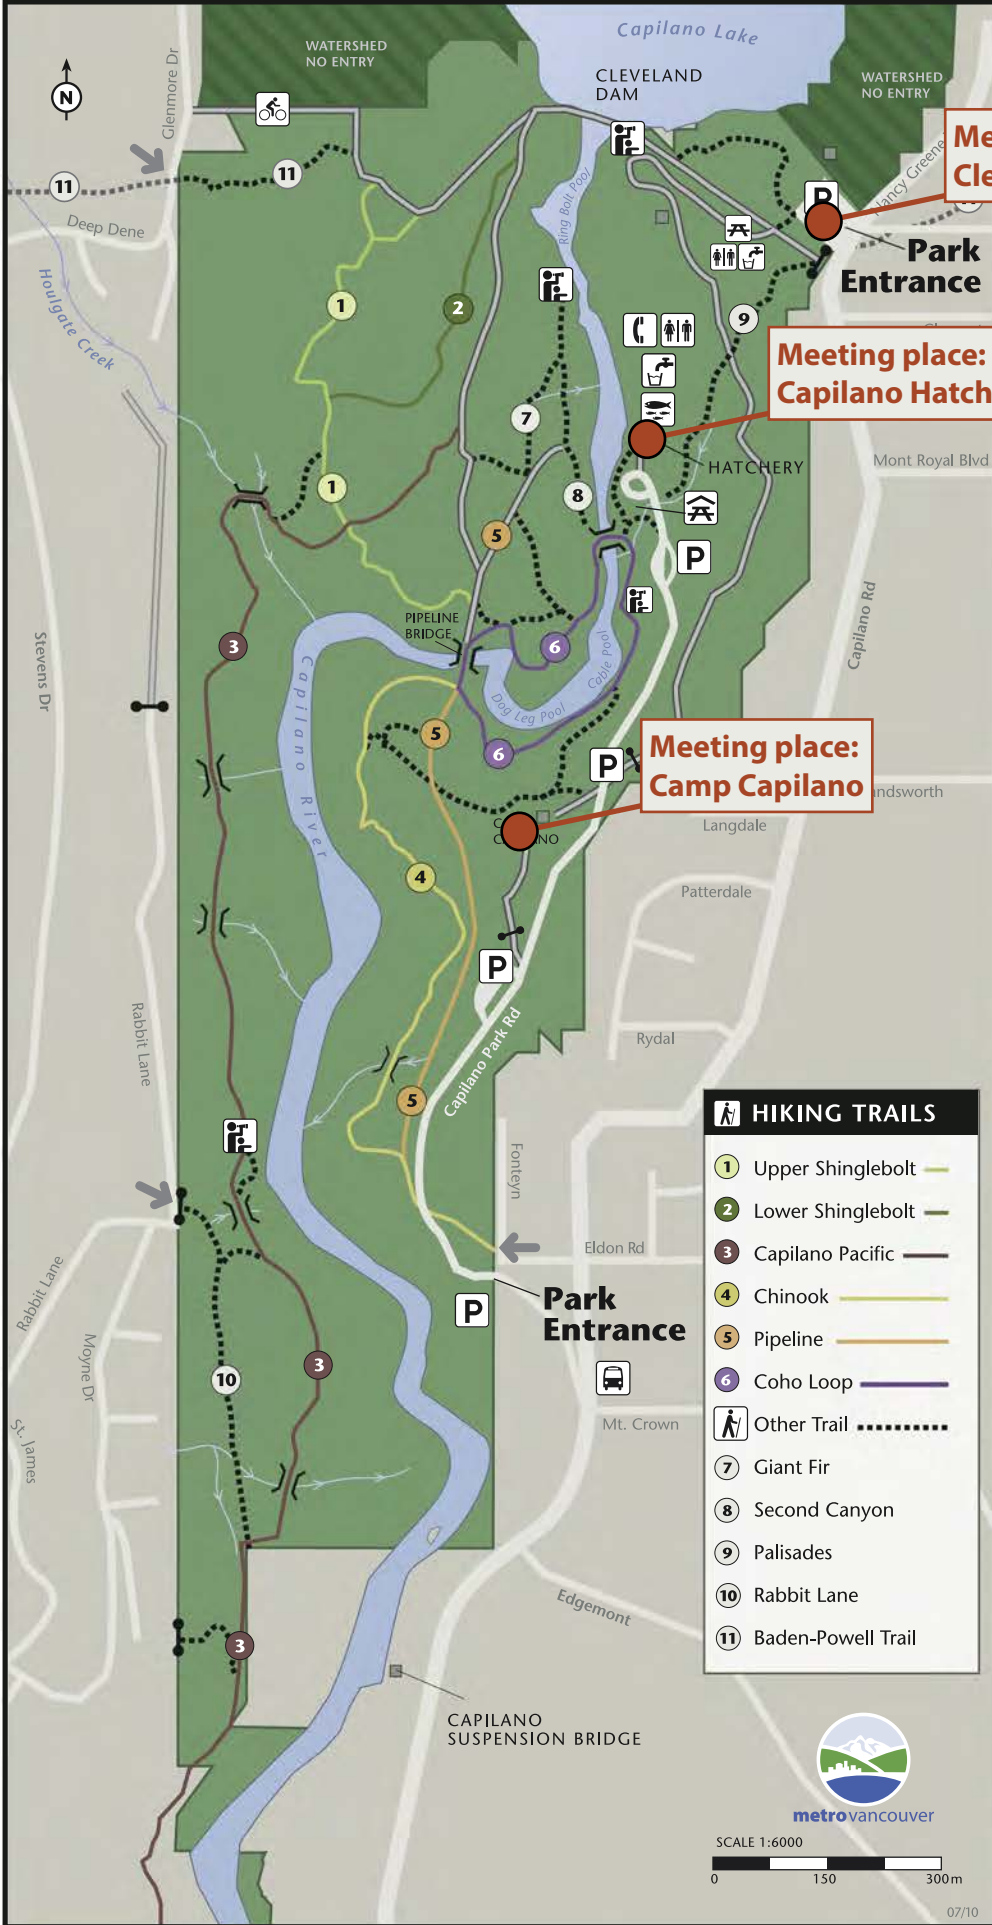 Capilano Lake
WATERSHED
NO ENTRY
CLEVELAND
DAM
WATERSHED
NO ENTRY
N
Glenmore Dr
Me
Cle
Nancy Greene
11
11
P
Deep Dene
Ring Bolt Pool
Park
Entrance
Houlgate Creek
1
2
9
Meeting place:
Capilano Hatch
7
HATCHERY
Mont Royal Blvd
1
8
5
P
Capilano Rd
PIPELINE
BRIDGE
3
6
Stevens Dr
Capilano River
Cable Pool
Dog Leg Pool
5
6
P
Meeting place:
Camp Capilano
andsworth
Langdale
4
Patterdale
P
Rabbit Lane
Capilano Park Rd
Rydal
5
Fonteyn
Eldon Rd
Rabbit Lane
P
Park
Entrance
Moyne Dr
3
10
Mt. Crown
St. James
Edgemont
3
CAPILANO
SUSPENSION BRIDGE
HIKING TRAILS
1 Upper Shinglebolt
2 Lower Shinglebolt
3 Capilano Pacific
4 Chinook
5 Pipeline
6 Coho Loop
Other Trail
7 Giant Fir
8 Second Canyon
9 Palisades
10 Rabbit Lane
11 Baden-Powell Trail
metrovancouver
SCALE 1:6000
0 150 300m
07/10